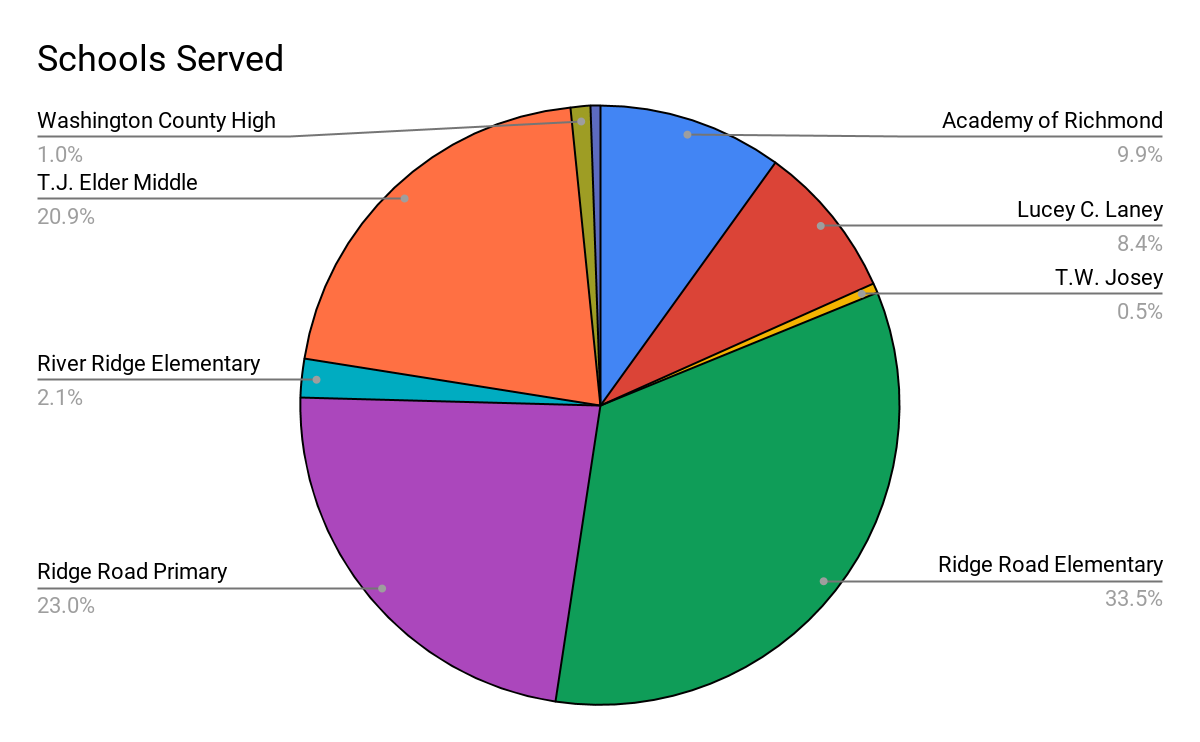 Schools Served
Washington County High
1.0%
T.J. Elder Middle
20.9%
River Ridge Elementary
2.1%
Ridge Road Primary
23.0%
Academy of Richmond
9.9%
Lucey C. Laney
8.4%
T.W. Josey
0.5%
Ridge Road Elementary
33.5%